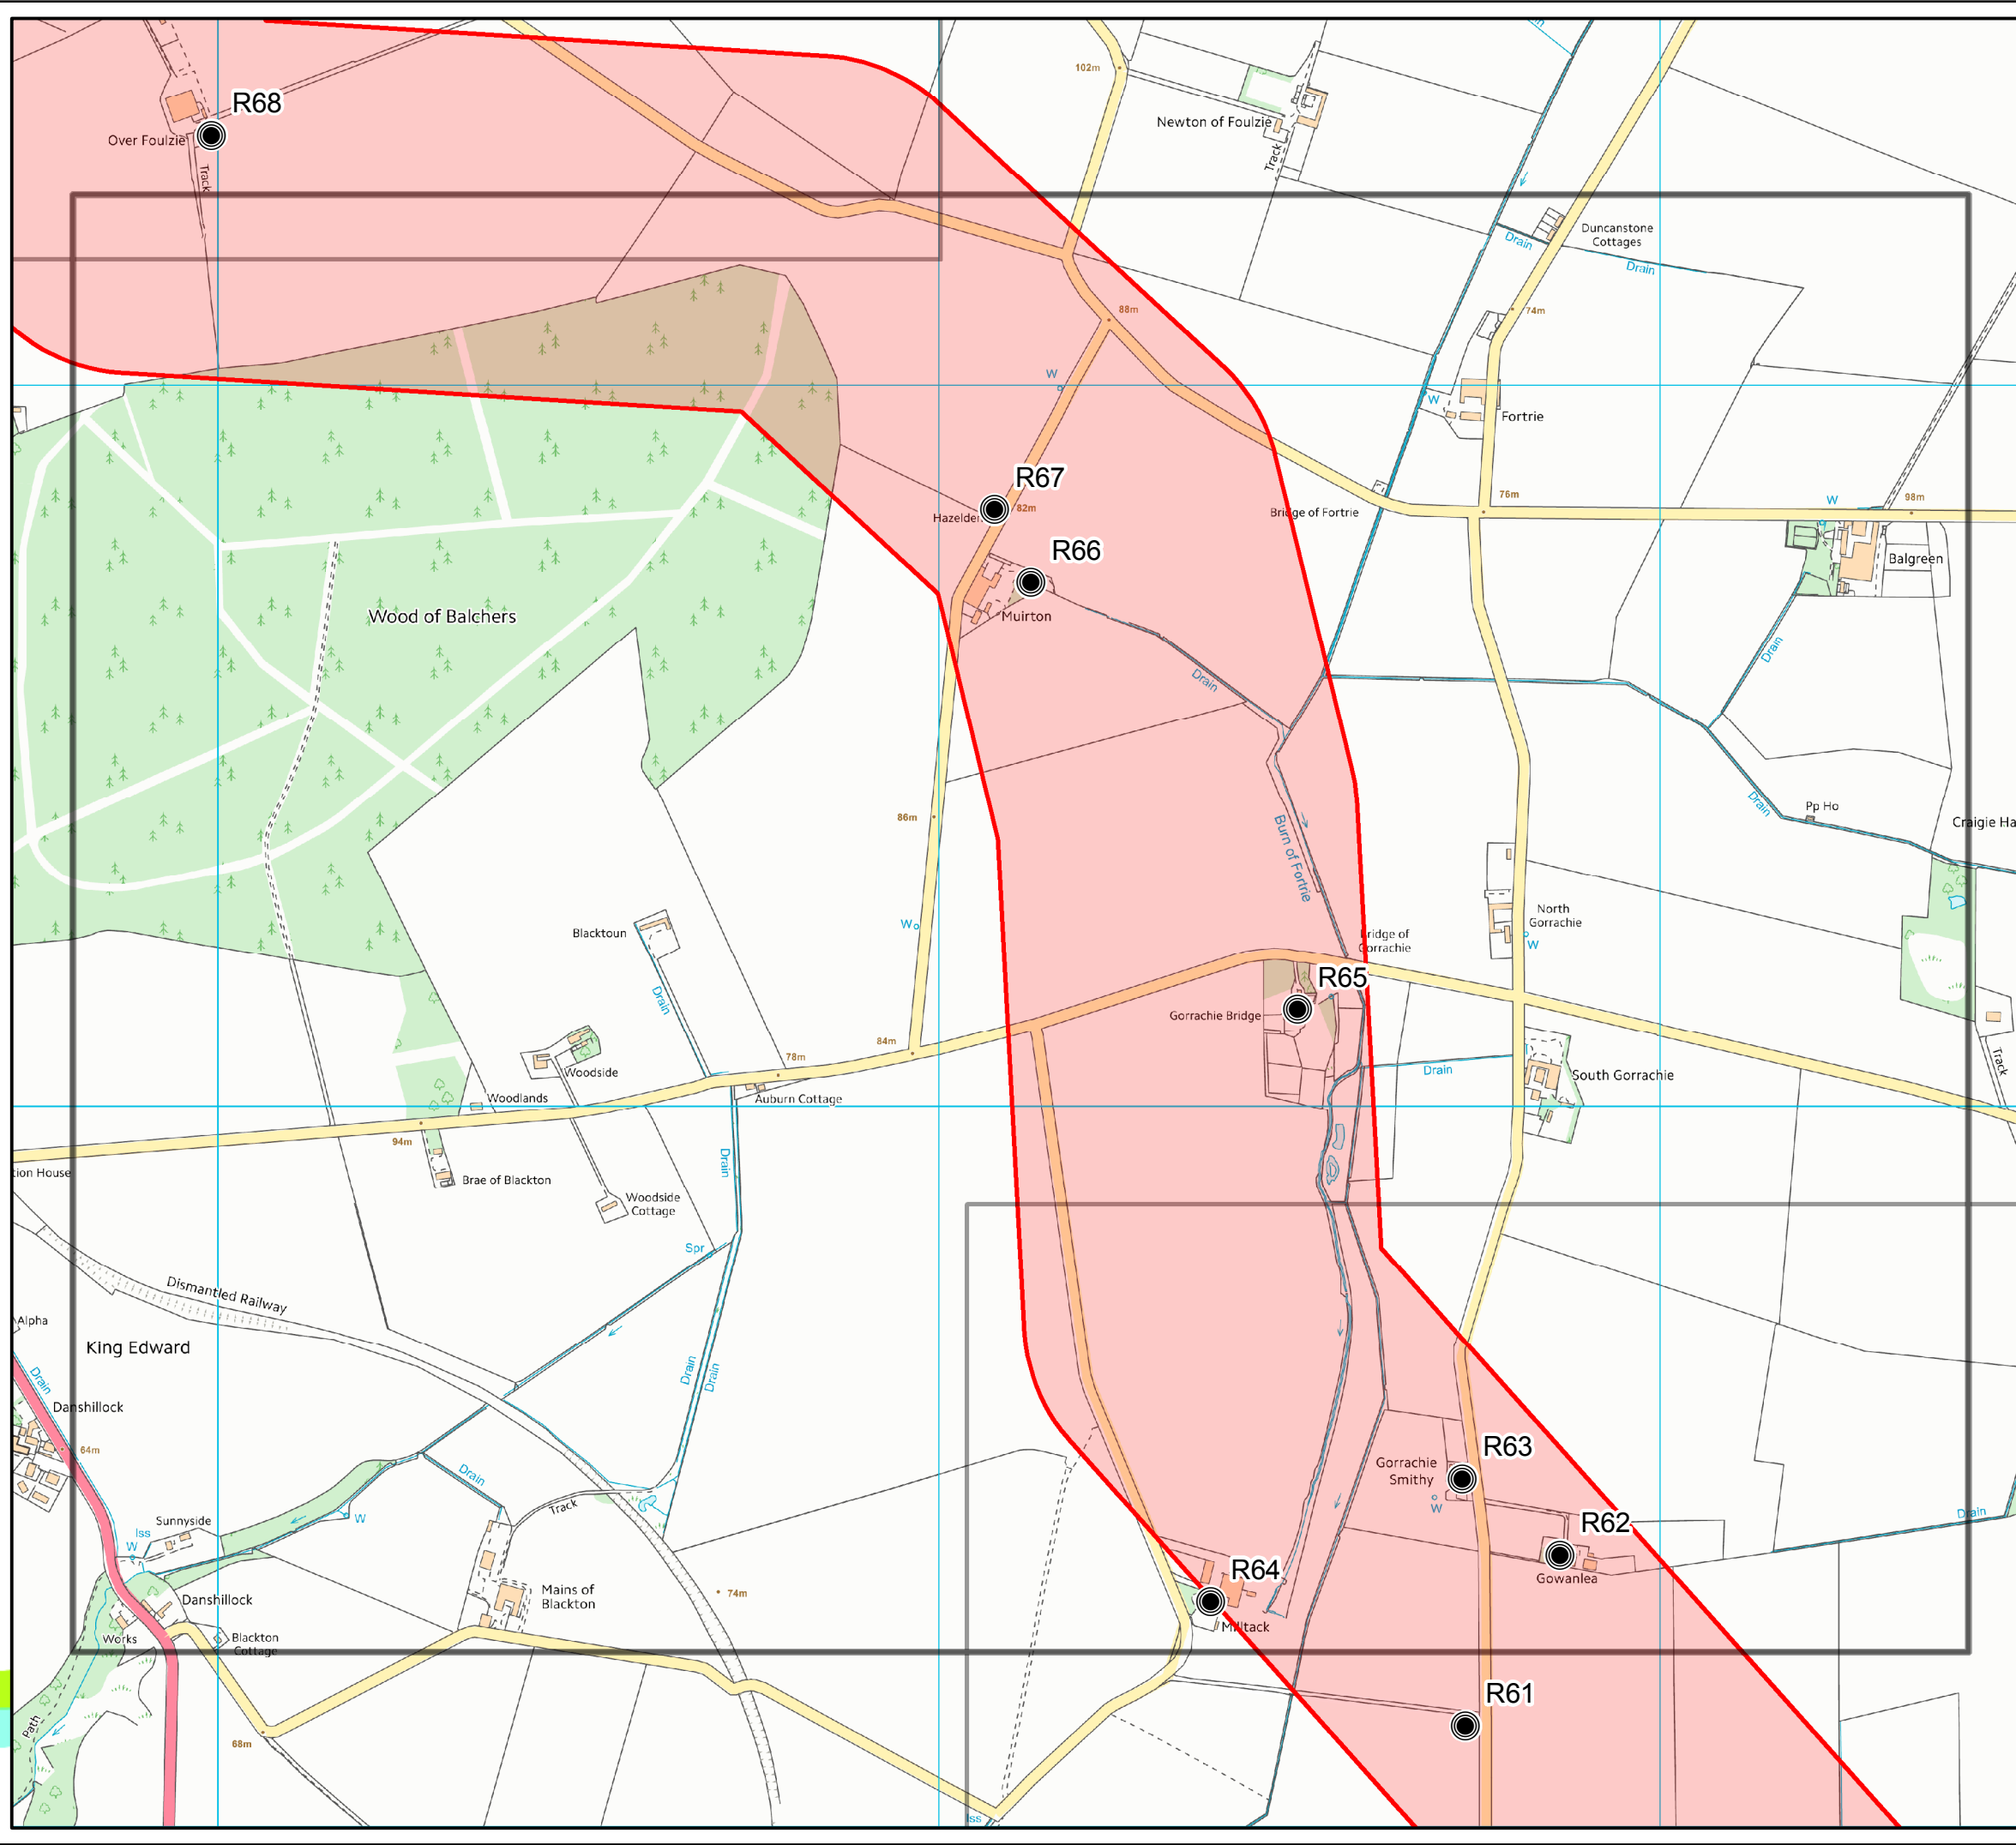 102m
R68
Over Foulzie
Track
Newton of Foulzie
Track
Duncanstone
Cottages
Drain
Drain
88m
74m
W
W
Fortrie
R67
82m
Hazelden
Bridge of Fortrie
76m
W
98m
R66
Muirton
Balgreen
Wood of Balchers
Drain
Drain
Drain
Pp Ho
Craigie Ha
86m
Burn of Fortrie
W
Blacktoun
North
Gorrachie
W
Bridge of
Gorrachie
R65
Gorrachie Bridge
Drain
84m
78m
Woodside
Woodlands
Auburn Cottage
Drain
South Gorrachie
Track
94m
tion House
Brae of Blackton
Drain
Woodside
Cottage
Spr
Dismantled Railway
Alpha
King Edward
Drain
Drain
Drain
Danshillock
64m
R63
Gorrachie
Smithy
W
Drain
Track
W
Sunnyside
Iss
W
R62
Gowanlea
Drain
R64
Milltack
Mains of
Blackton
74m
Danshillock
Works
Blackton
Cottage
R61
Path
68m
Iss